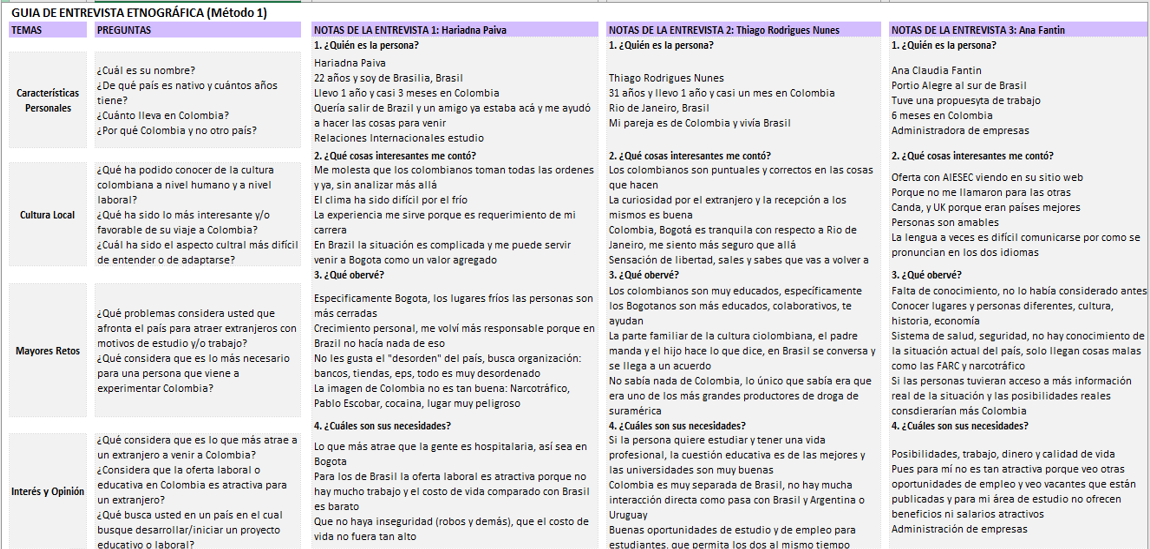 GUIA DE ENTREVISTA ETNOGRÁFICA (Método 1)
TEMAS
PREGUNTAS
NOTAS DE LA ENTREVISTA 1: Hariadna Paiva
NOTAS DE LA ENTREVISTA 2: Thiago Rodrigues Nunes
NOTAS DE LA ENTREVISTA 3: Ana Fantin
Características
Personales
¿Cuál es su nombre?
¿De qué país es nativo y cuántos años
tiene?
¿Cuánto lleva en Colombia?
¿Por qué Colombia y no otro país?
1. ¿Quién es la persona?
Hariadna Paiva
22 años y soy de Brasilia, Brasil
Llevo 1 año y casi 3 meses en Colombia
Quería salir de Brazil y un amigo ya estaba acá y me ayudó
a hacer las cosas para venir
Relaciones Internacionales estudio
1. ¿Quién es la persona?
Thiago Rodrigues Nunes
31 años y llevo 1 año y casi un mes en Colombia
Rio de Janeiro, Brasil
Mi pareja es de Colombia y vivía Brasil
1. ¿Quién es la persona?
Ana Claudia Fantin
Portio Alegre al sur de Brasil
Tuve una propuesyta de trabajo
6 meses en Colombia
Administradora de empresas
Cultura Local
¿Qué ha podido conocer de la cultura
colombiana a nivel humano y a nivel
laboral?
¿Qué ha sido lo más interesante y/o
favorable de su viaje a Colombia?
¿Cuál ha sido el aspecto cultral más difícil
de entender o de adaptarse?
2. ¿Qué cosas interesantes me contó?
Me molesta que los colombianos toman todas las ordenes
y ya, sin analizar más allá
El clima ha sido difícil por el frío
La experiencia me sirve porque es requerimiento de mi
carrera
En Brazil la situación es complicada y me puede servir
venir a Bogota como un valor agregado
2. ¿Qué cosas interesantes me contó?
Los colombianos son puntuales y correctos en las cosas
que hacen
La curiosidad por el extranjero y la recepción a los
mismos es buena
Colombia, Bogotá es tranquila con respecto a Rio de
Janeiro, me siento más seguro que allá
Sensación de libertad, sales y sabes que vas a volver a
2. ¿Qué cosas interesantes me contó?
Oferta con AIESEC viendo en su sitio web
Porque no me llamaron para las otras
Canda, y UK porque eran países mejores
Personas son amables
La lengua a veces es difícil comunicarse por como se
pronuncian en los dos idiomas
Mayores Retos
¿Qué problemas considera usted que
afronta el país para atraer extranjeros con
motivos de estudio y/o trabajo?
¿Qué considera que es lo más necesario
para una persona que viene a
experimentar Colombia?
3. ¿Qué obervé?
Especificamente Bogota, los lugares fríos las personas son
más cerradas
Crecimiento personal, me volví más responsable porque en
Brazil no hacía nada de eso
No les gusta el "desorden" del país, busca organización:
bancos, tiendas, eps, todo es muy desordenado
La imagen de Colombia no es tan buena: Narcotráfico,
Pablo Escobar, cocaina, lugar muy peligroso
3. ¿Qué obervé?
Los colombianos son muy educados, específicamente
los Bogotanos son más educados, colaborativos, te
ayudan
La parte familiar de la cultura ciolombiana, el padre
manda y el hijo hace lo que dice, en Brasil se conversa y
se llega a un acuerdo
No sabía nada de Colombia, lo único que sabía era que
era uno de los más grandes productores de droga de
suramérica
3. ¿Qué obervé?
Falta de conocimiento, no lo había considerado antes
Conocer lugares y personas diferentes, cultura,
historia, economía
Sistema de salud, seguridad, no hay conocimiento de
la situación actual del país, solo llegan cosas malas
como las FARC y narcotráfico
Si las personas tuvieran acceso a más información
real de la situación y las posibilidades reales
consdierarían más Colombia
Interés y Opinión
¿Qué considera que es lo que más atrae a
un extranjero a venir a Colombia?
¿Considera que la oferta laboral o
educativa en Colombia es atractiva para
un extranjero?
¿Qué busca usted en un país en el cual
busque desarrollar/iniciar un proyecto
educativo o laboral?
4. ¿Cuáles son sus necesidades?
Lo que más atrae que la gente es hospitalaria, así sea en
Bogota
Para los de Brasil la oferta laboral es atractiva porque no
hay mucho trabajo y el costo de vida comparado con Brasil
es barato
Que no haya inseguridad (robos y demás), que el costo de
vida no fuera tan alto
4. ¿Cuáles son sus necesidades?
Si la persona quiere estudiar y tener una vida
profesional, la cuestión educativa es de las mejores y
las universidades son muy buenas
Colombia es muy separada de Brasil, no hay mucha
interacción directa como pasa con Brasil y Argentina o
Uruguay
Buenas oportunidades de estudio y de empleo para
estudiantes, que permita los dos al mismo tiempo
4. ¿Cuáles son sus necesidades?
Posibilidades, trabajo, dinero y calidad de vida
Pues para mí no es tan atractiva porque veo otras
oportunidades de empleo y veo vacantes que están
publicadas y para mi área de estudio no ofrecen
beneficios ni salarios atractivos
Administración de empresas